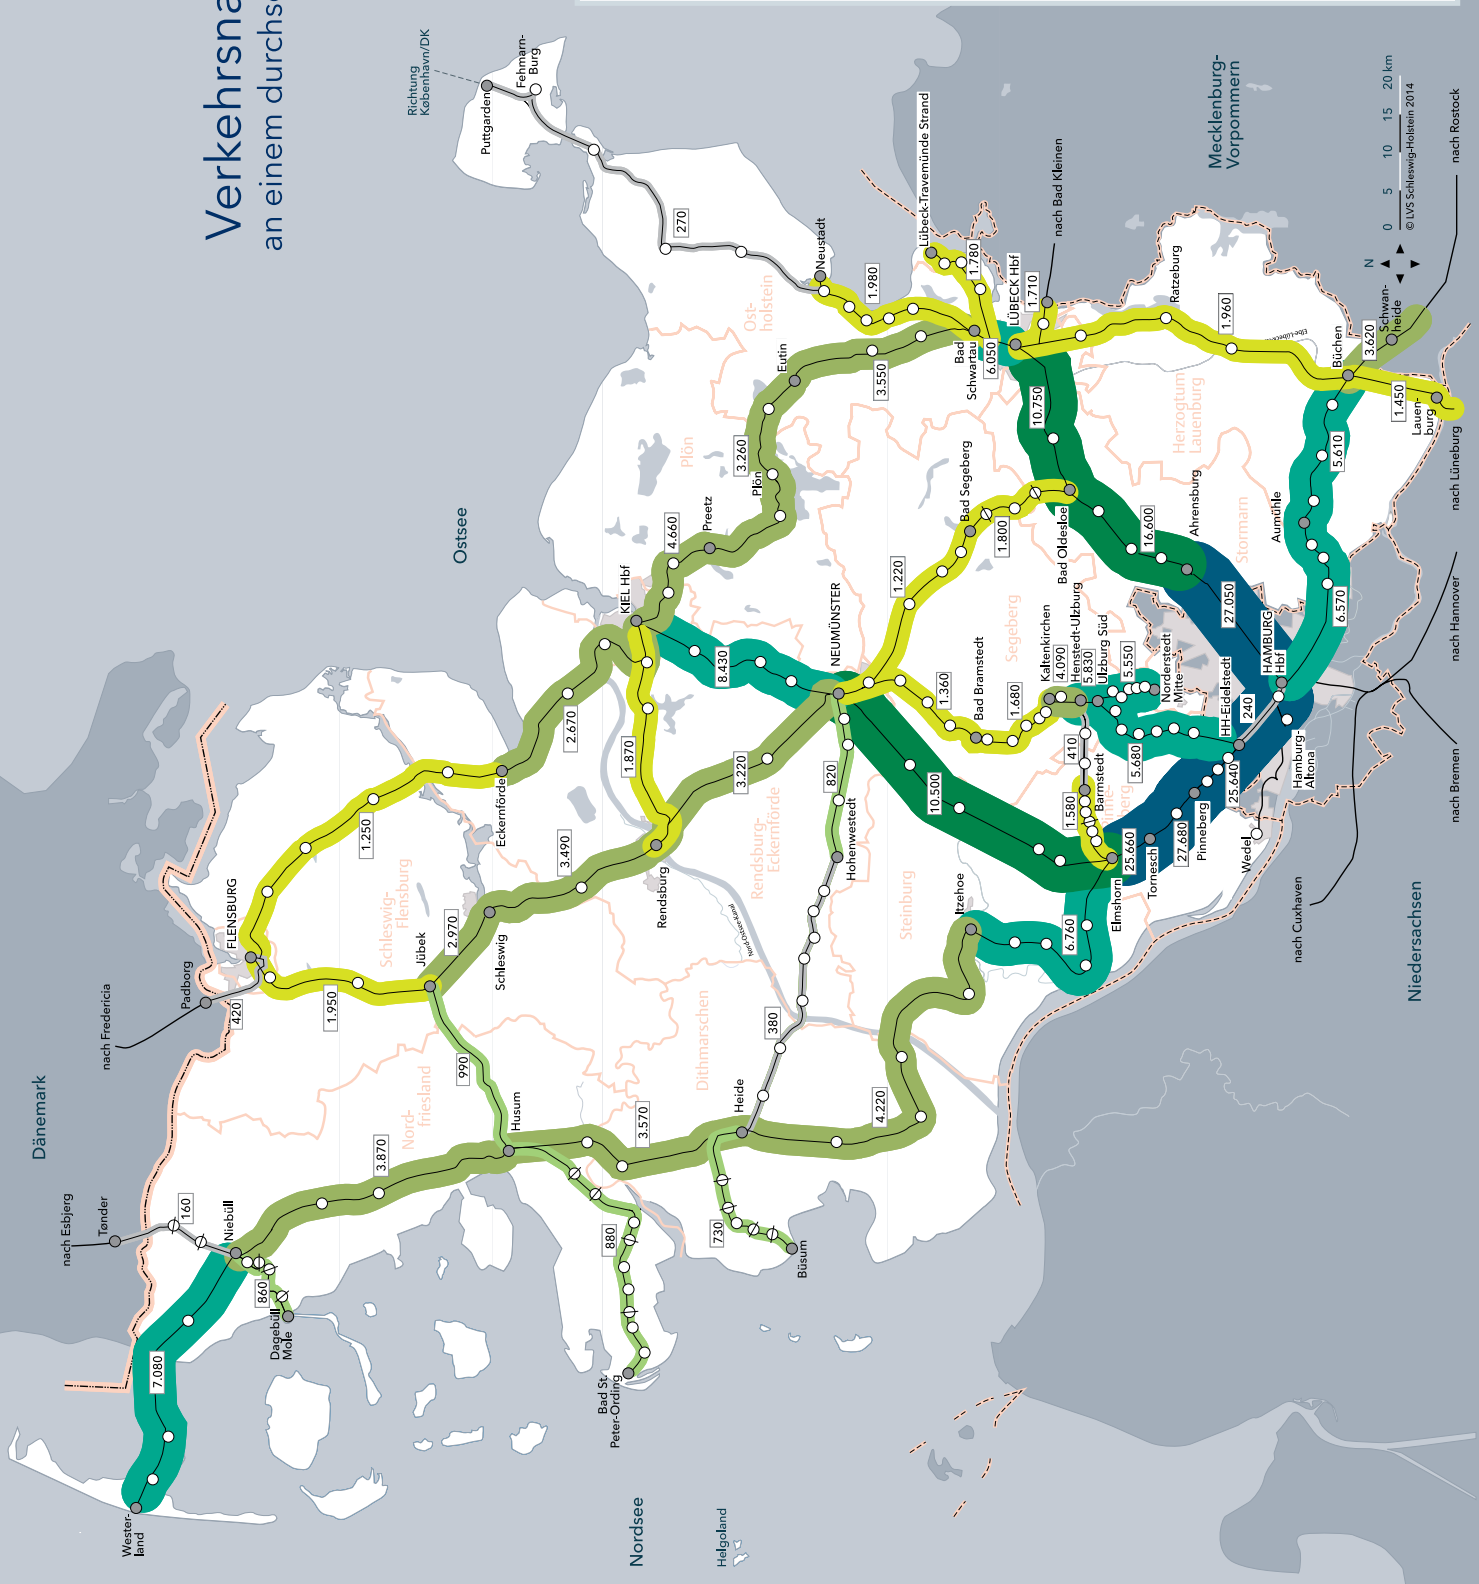 Verkehrsna
an einem durchsc
Richtung
København/DK
Puttgarden
Fehmarn-
Burg
270
Neustadt
1.980
Ost-
holstein
Lübeck-Travemünde Strand
1.780
LÜBECK Hbf
nach Bad Kleinen
1.710
Mecklenburg-
Vorpommern
0 5 10 15 20 km
© LVS Schleswig-Holstein 2014
N
nach Rostock
Schwan-
heide
3.620
Ratzeburg
1.960
Büchen
1.450
Lauen-
burg
nach Lüneburg
5.610
Bad
Schwartau
6.050
3.550
Eutin
10.750
Herzogtum
Lauenburg
Plön
3.260
Plön
Preetz
4.660
KIEL Hbf
Ostsee
Bad Segeberg
1.800
Bad Oldesloe
16.600
Ahrensburg
Stormarn
Aumühle
6.570
27.050
HAMBURG
Hbf
240
Hamburg-
Altona
nach Hannover
nach Bremen
nach Cuxhaven
Niedersachsen
1.220
NEUMÜNSTER
8.430
Segeberg
Kaltenkirchen
4.090
Henstedt-Ulzburg
5.830
Ulzburg Süd
5.550
Norderstedt
Mitte
HH-Eidelstedt
5.680
1.360
Bad Bramstedt
1.680
410
Barmstedt
1.580
25.640
Pinneberg
27.680
Tornesch
25.660
Elmshorn
Wedel
10.500
820
Hohenwestedt
Rendsburg-
Eckernförde
3.220
1.870
Rendsburg
2.670
Eckernförde
3.490
1.250
Schleswig-
Flensburg
FLENSBURG
Padborg
420
nach Fredericia
1.950
Jübek
2.970
Schleswig
Nord-Ostsee-Kanal
Steinburg
Itzehoe
6.760
4.220
380
Dithmarschen
Heide
3.570
990
Husum
Nord-
friesland
3.870
Dänemark
nach Esbjerg
Tønder
160
Niebüll
860
Dagebüll
Mole
7.080
Wester-
land
880
Bad St.
Peter-Ording
730
Büsum
Nordsee
Helgoland